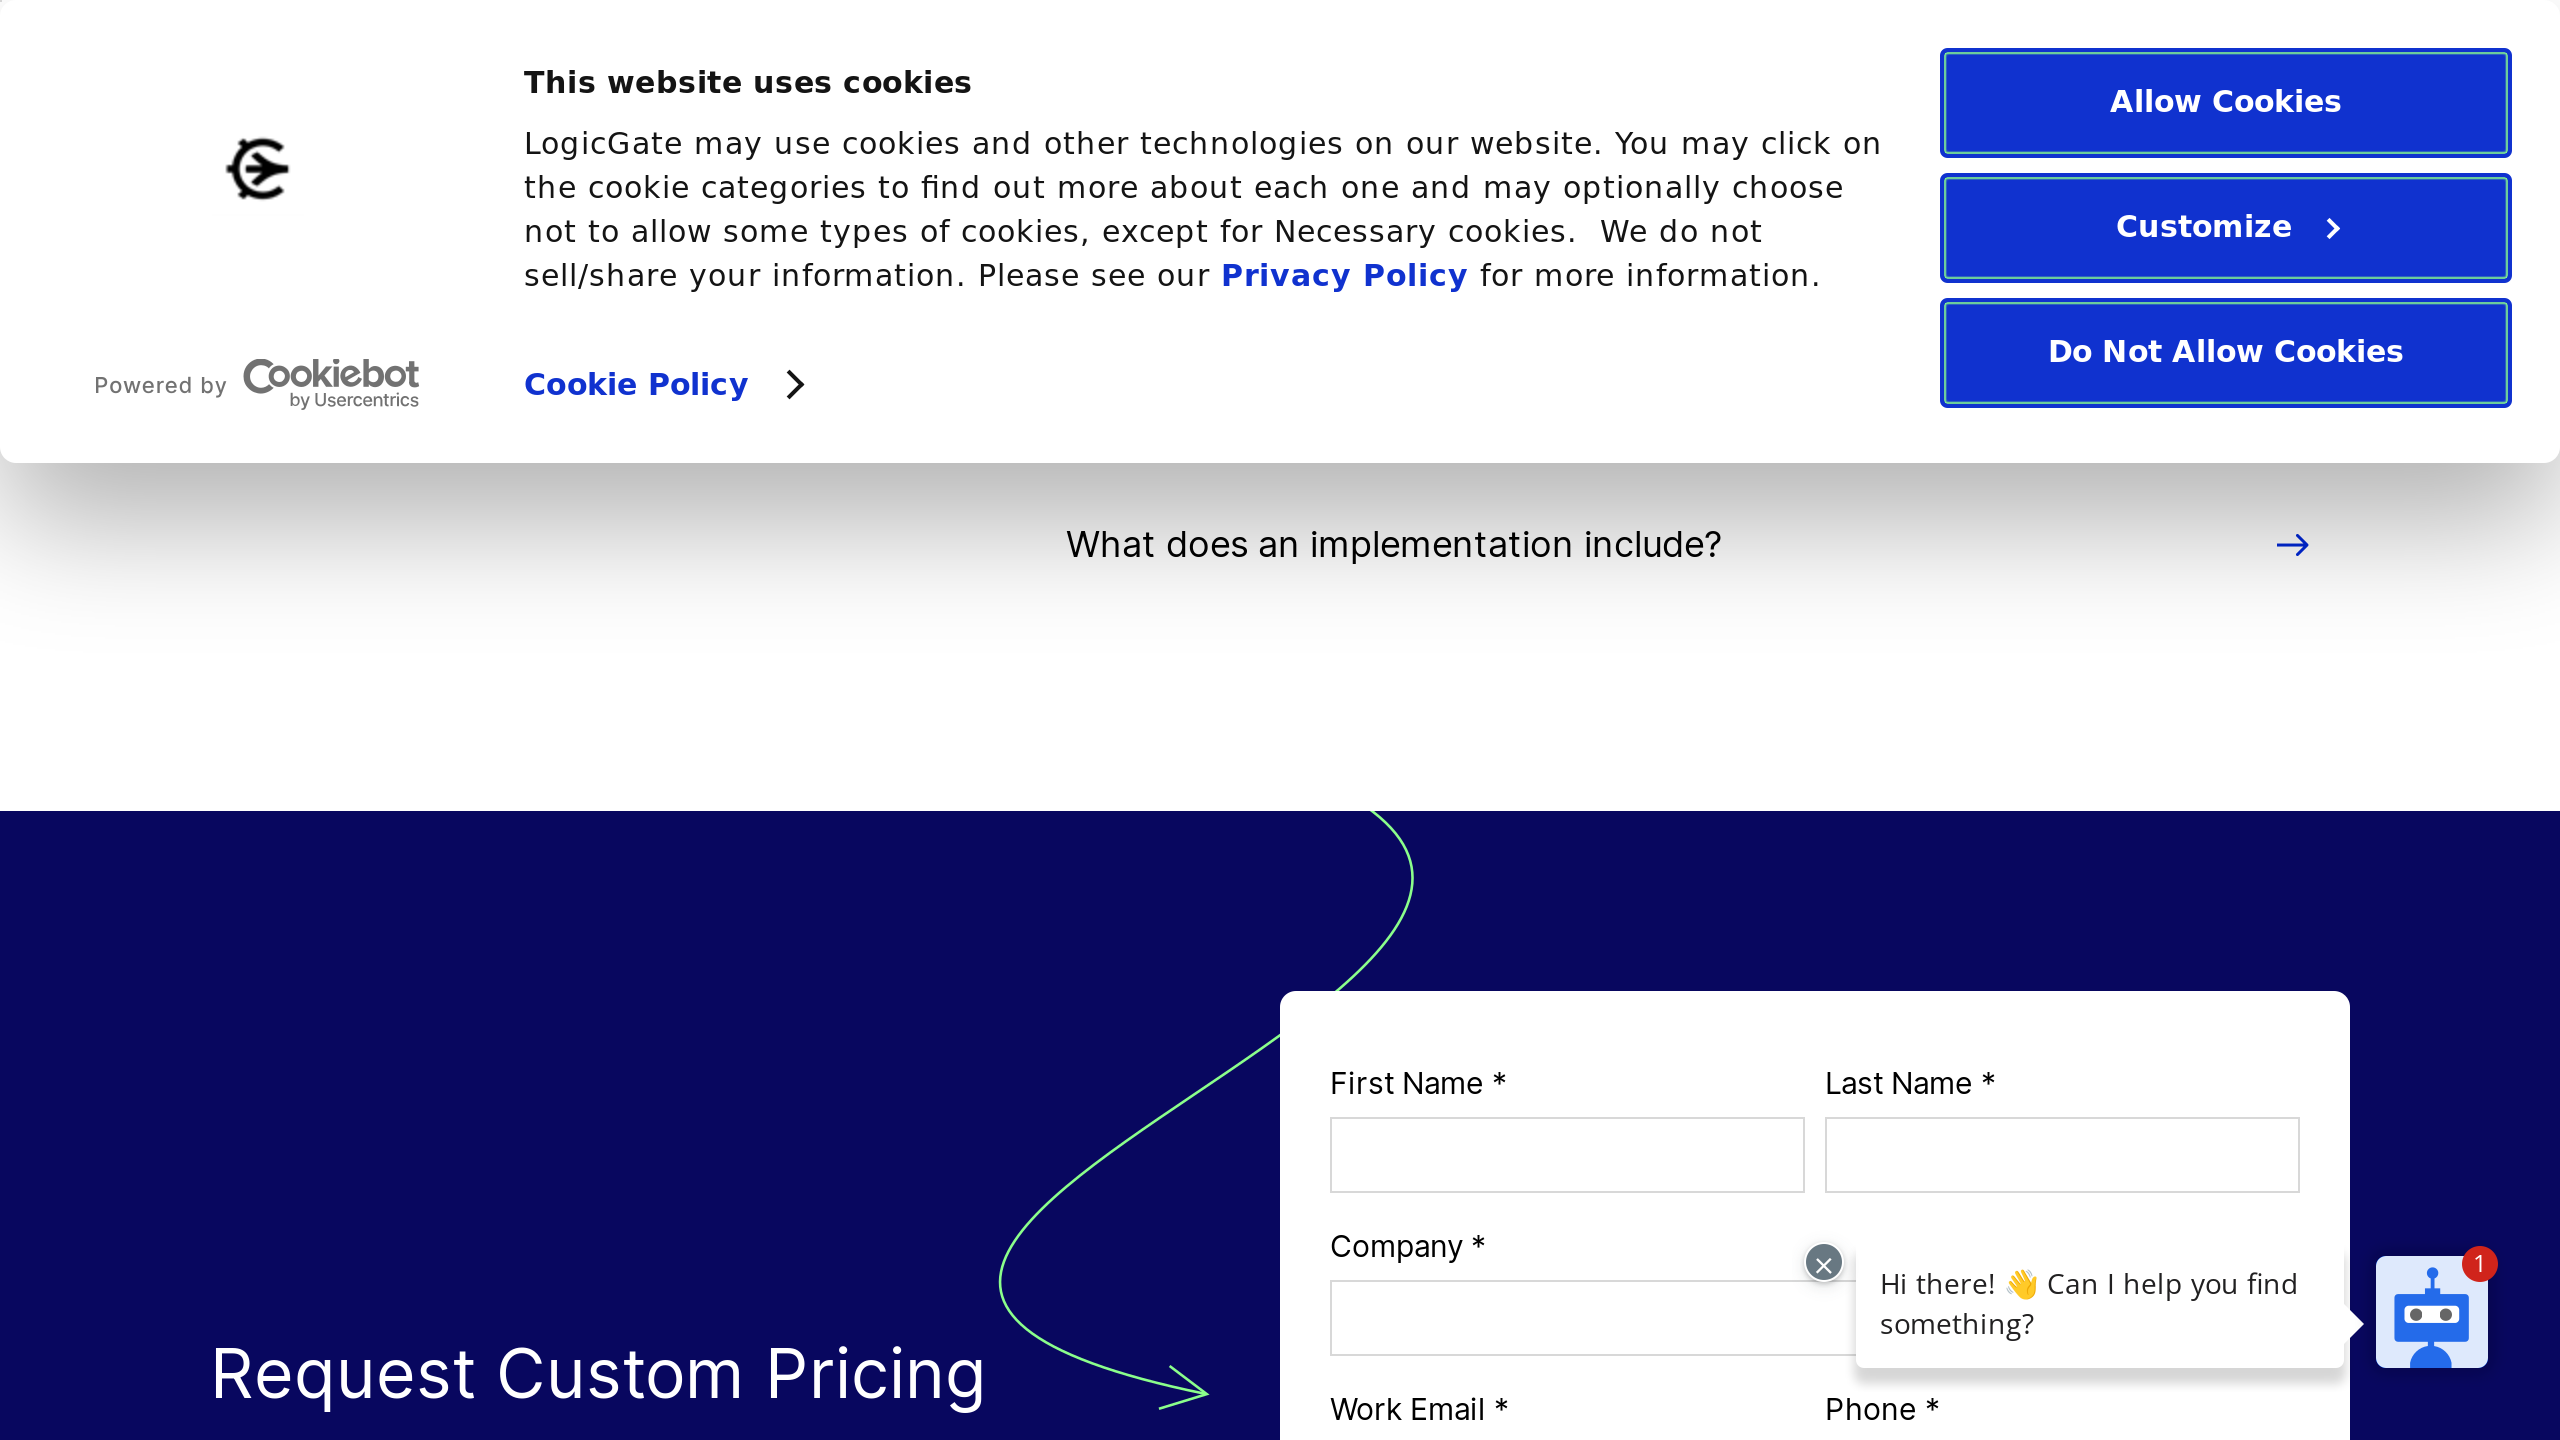 This website uses cookies
LogicGate may use cookies and other technologies on our website. You may click on
the cookie categories to find out more about each one and may optionally choose
not to allow some types of cookies, except for Necessary cookies.  We do not
sell/share your information. Please see our Privacy Policy for more information.
Powered by Cookiebot
by Usercentrics
Cookie Policy
Allow Cookies
Customize
Do Not Allow Cookies
What does an implementation include?
Request Custom Pricing
First Name *
Last Name *
Company *
Work Email *
Phone *
Hi there! 👋 Can I help you find
something?
1